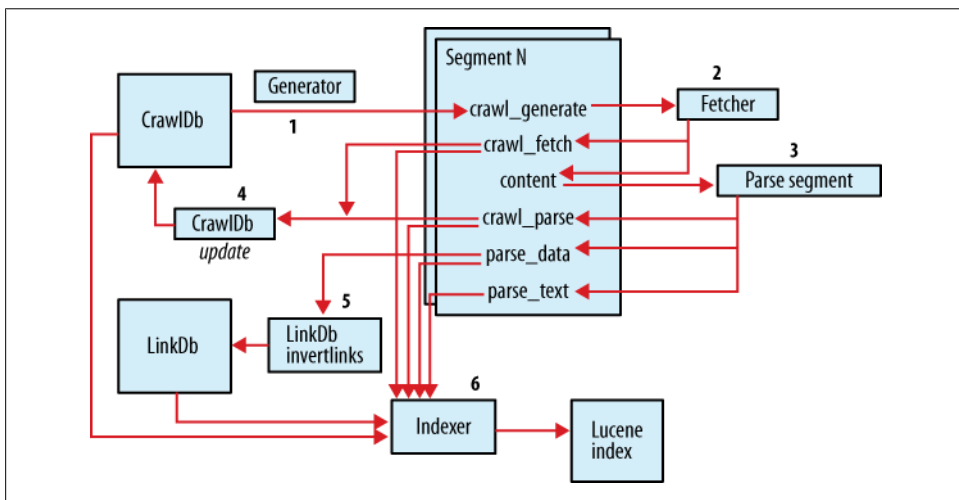 Segment N
Generator
CrawlDb
1
crawl_generate
2
Fetcher
crawl_fetch
content
3
Parse segment
4
CrawlDb
update
crawl_parse
parse_data
parse_text
5
LinkDb
LinkDb
invertlinks
6
Indexer
Lucene
index